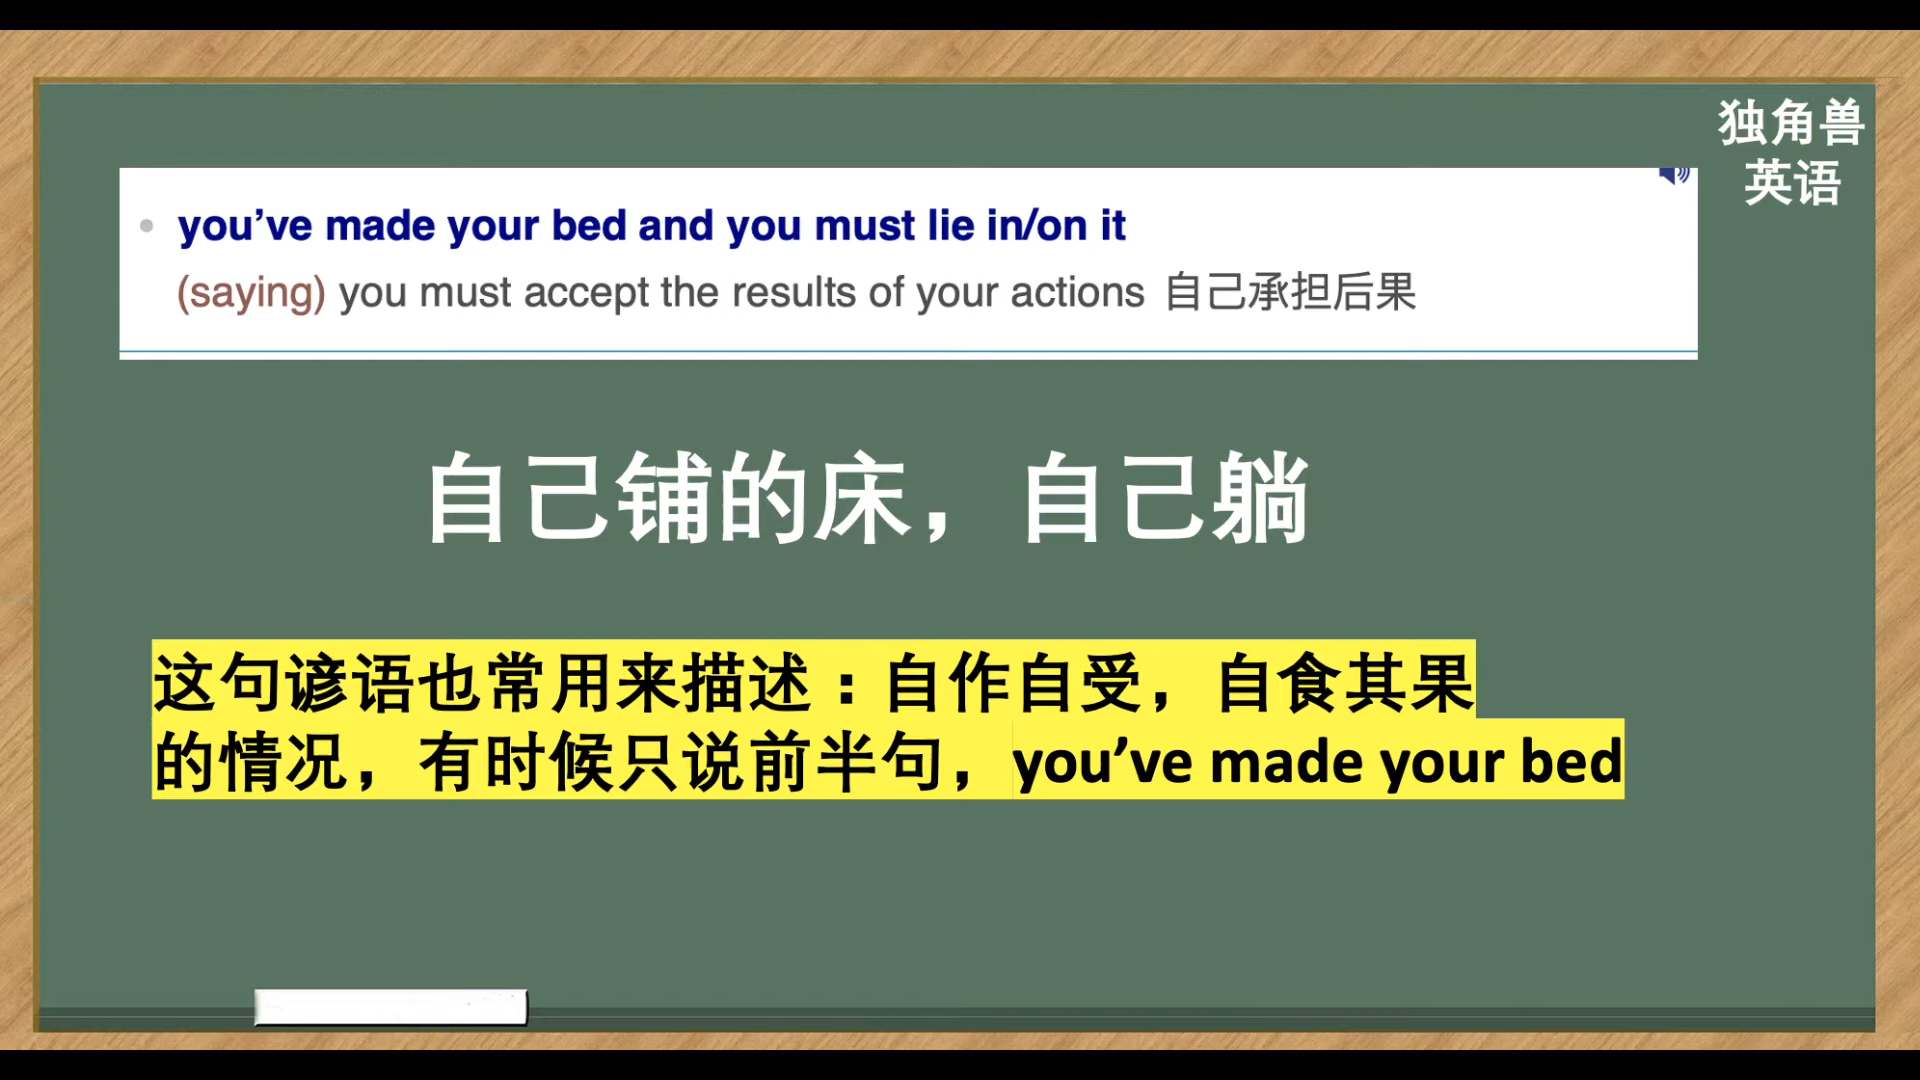 独角兽
英语
you’ve made your bed and you must lie in/on it
(saying) you must accept the results of your actions 自己承担后果
自己铺的床，自己躺
这句谚语也常用来描述：自作自受，自食其果
的情况，有时候只说前半句，you’ve made your bed